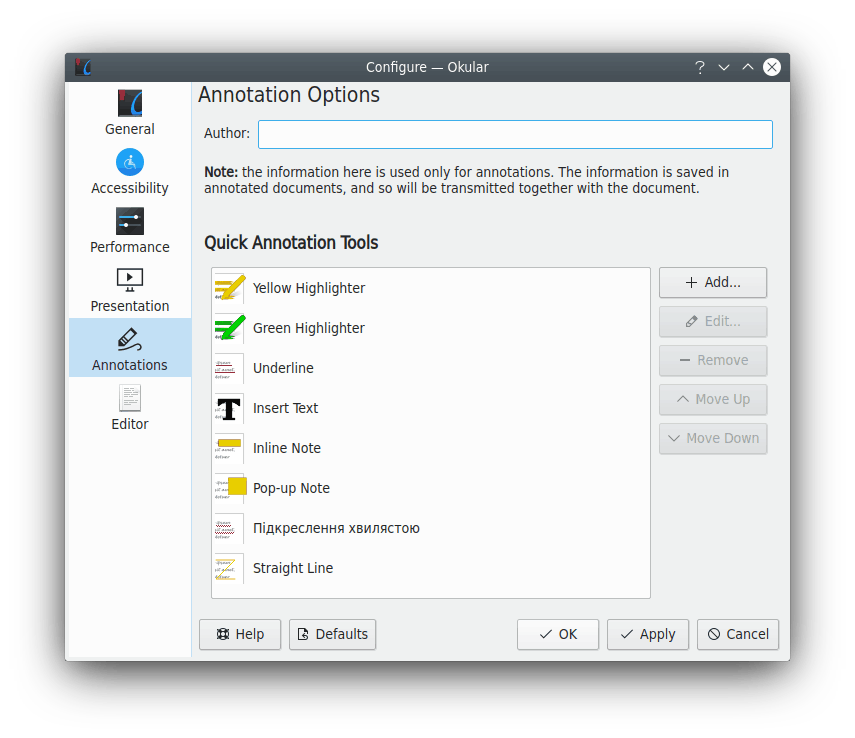 Configure — Okular
General
Accessibility
Performance
Presentation
Annotations
Editor
Annotation Options
Author:
Note: the information here is used only for annotations. The information is saved in
annotated documents, and so will be transmitted together with the document.
Quick Annotation Tools
Yellow Highlighter
Green Highlighter
Underline
Insert Text
Inline Note
Pop-up Note
Підкреслення хвилястою
Straight Line
Add...
Edit...
Remove
Move Up
Move Down
Help
Defaults
OK
Apply
Cancel